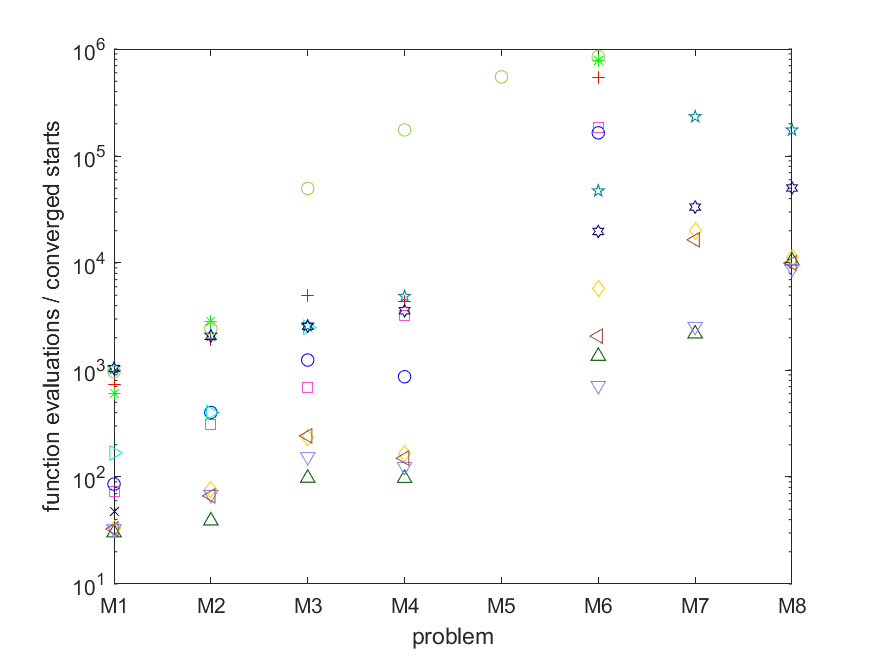 10^6
10^5
10^4
10^3
10^2
10^1
function evaluations / converged starts
M1 M2 M3 M4 M5 M6 M7 M8
problem